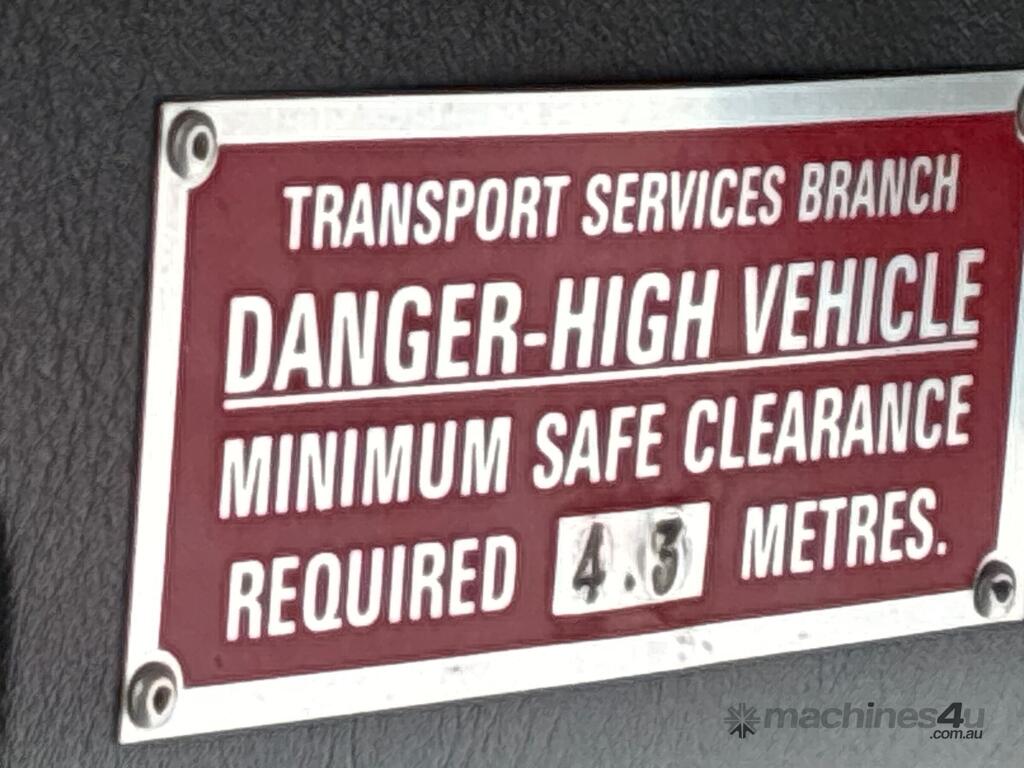 TRANSPORT SERVICES BRANCH
DANGER-HIGH VEHICLE
MINIMUM SAFE CLEARANCE
REQUIRED 4.3 METRES.
machines4u
.com.au